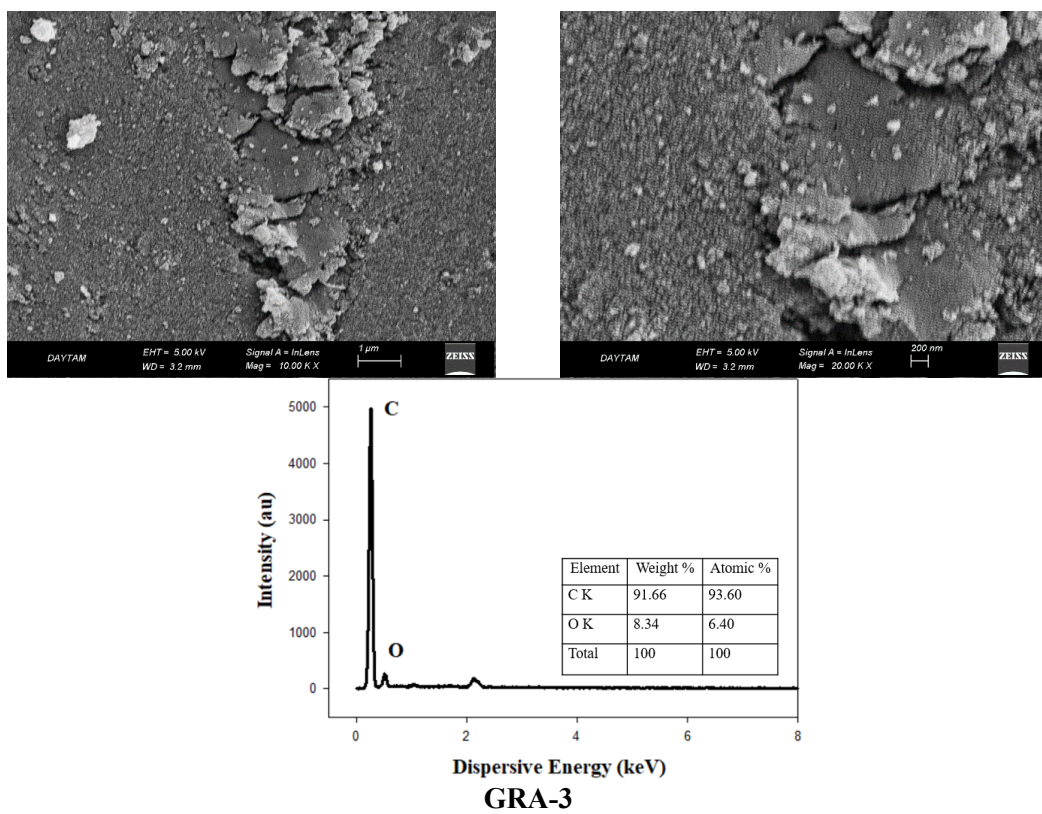 DAYTAM
EHT = 5.00 kV
WD = 3.2 mm
Signal A = InLens
Mag = 10.00 K X
1 µm
ZEISS
DAYTAM
EHT = 5.00 kV
WD = 3.2 mm
Signal A = InLens
Mag = 20.00 K X
200 nm
ZEISS
5000
4000
3000
2000
1000
0
Intensity (au)
C
O
Element Weight % Atomic %
C K 91.66 93.60
O K 8.34 6.40
Total 100 100
0 2 4 6 8
Dispersive Energy (keV)
GRA-3